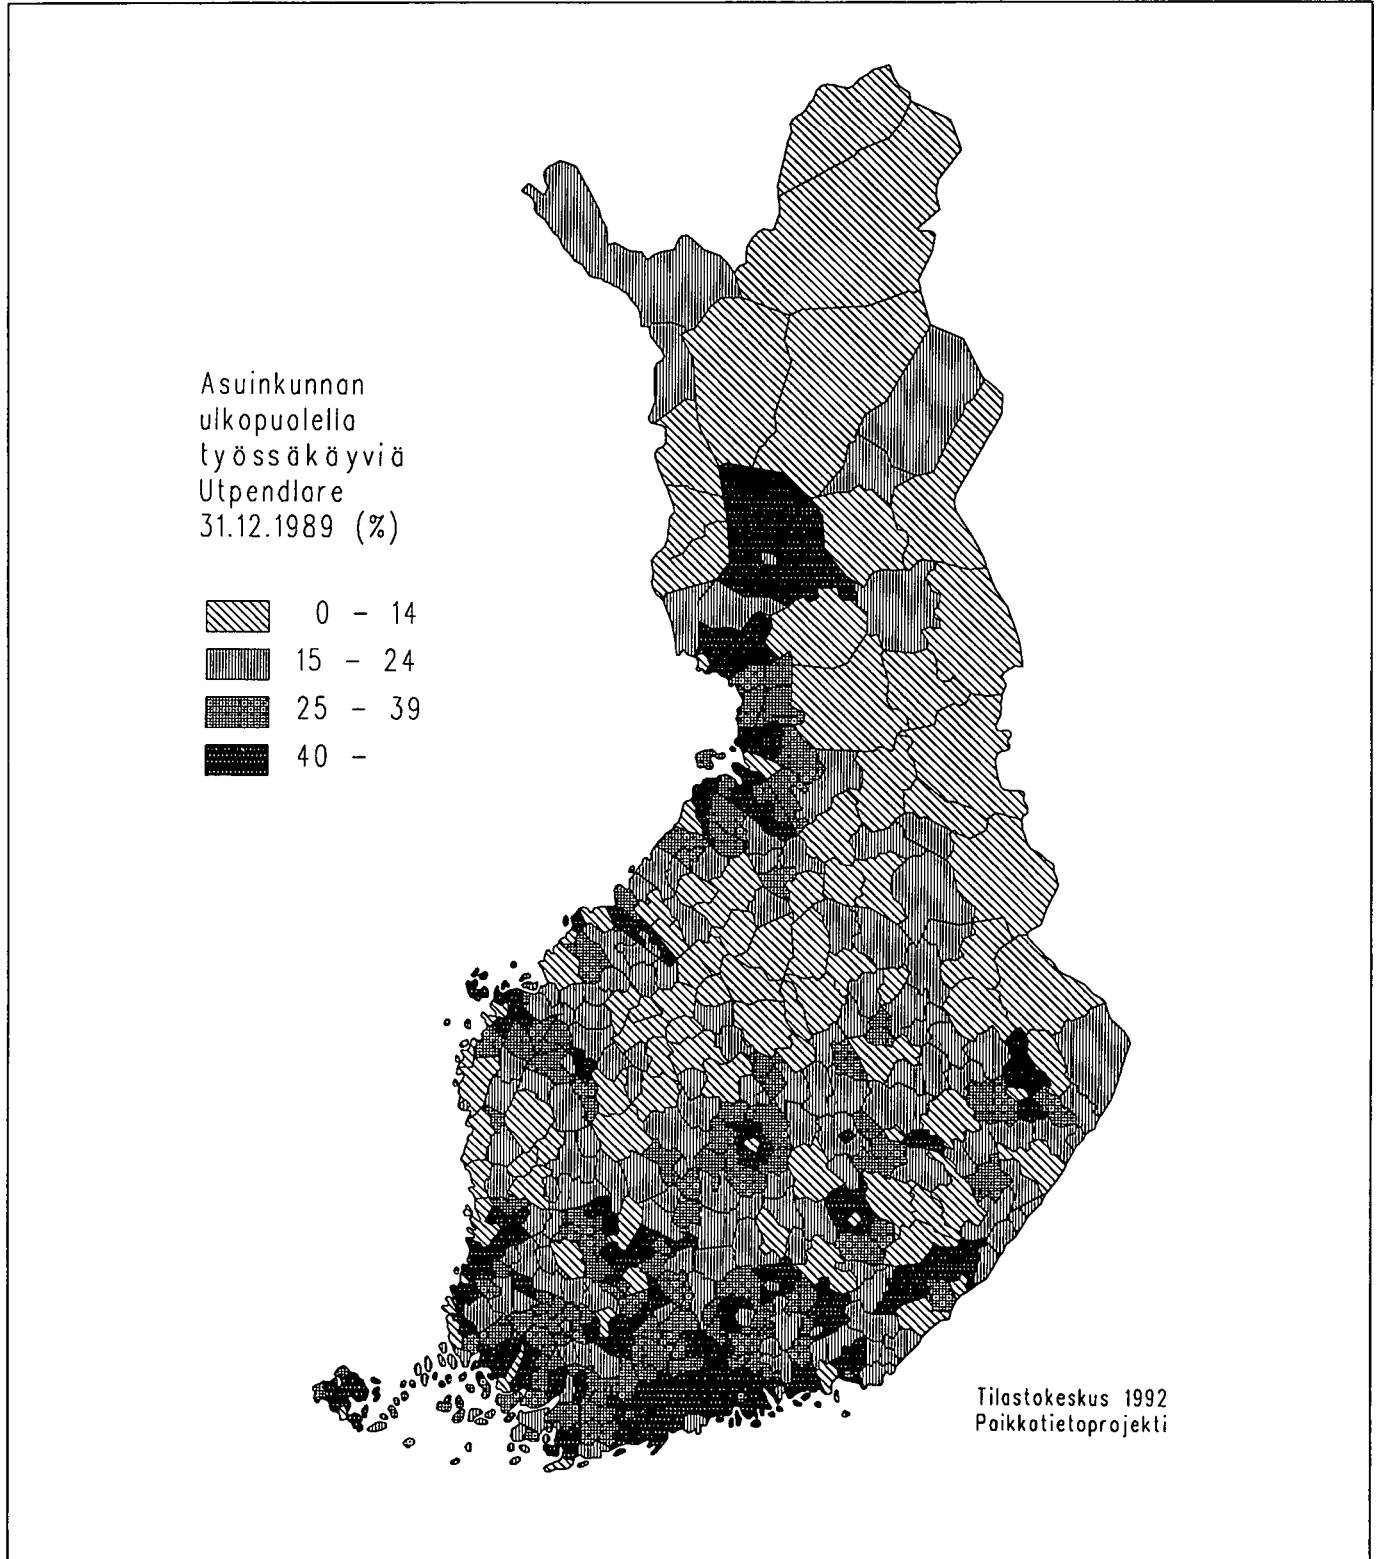 Asuinkunnan
ulkopuolella
työssäkäyviä
Utpendlare
31.12.1989 (%)
0 - 14
15 - 24
25 - 39
40 -
Tilastokeskus 1992
Paikkatietoprojekti